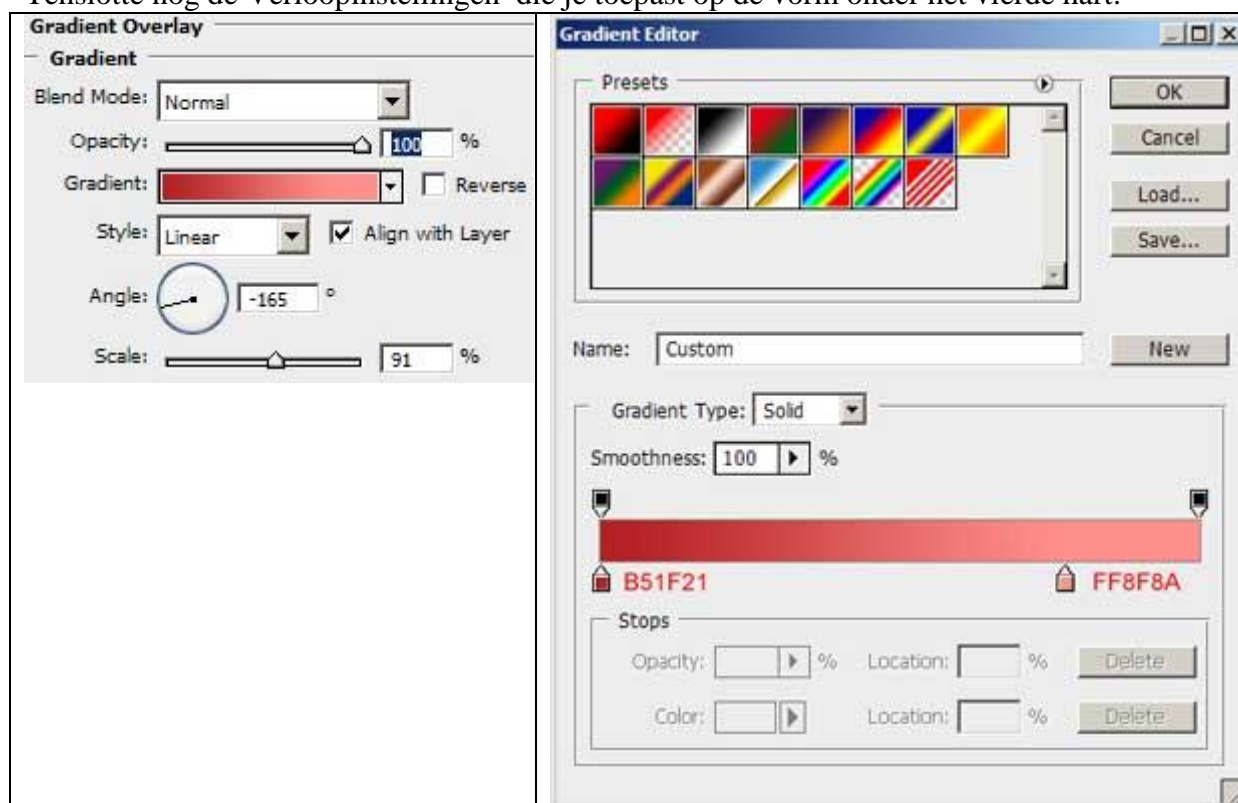 Tenslotte nog de Verloopinstellingen die je toepast op de vorm onder het vierde hart.
Gradient Overlay
Gradient
Blend Mode: Normal
Opacity: 100 %
Gradient: Reverse
Style: Linear Align with Layer
Angle: -165 °
Scale: 91 %
Gradient Editor
Presets
OK
Cancel
Load...
Save...
Name: Custom New
Gradient Type: Solid
Smoothness: 100 %
B51F21 FF8F8A
Stops
Opacity: % Location: % Delete
Color: Location: % Delete